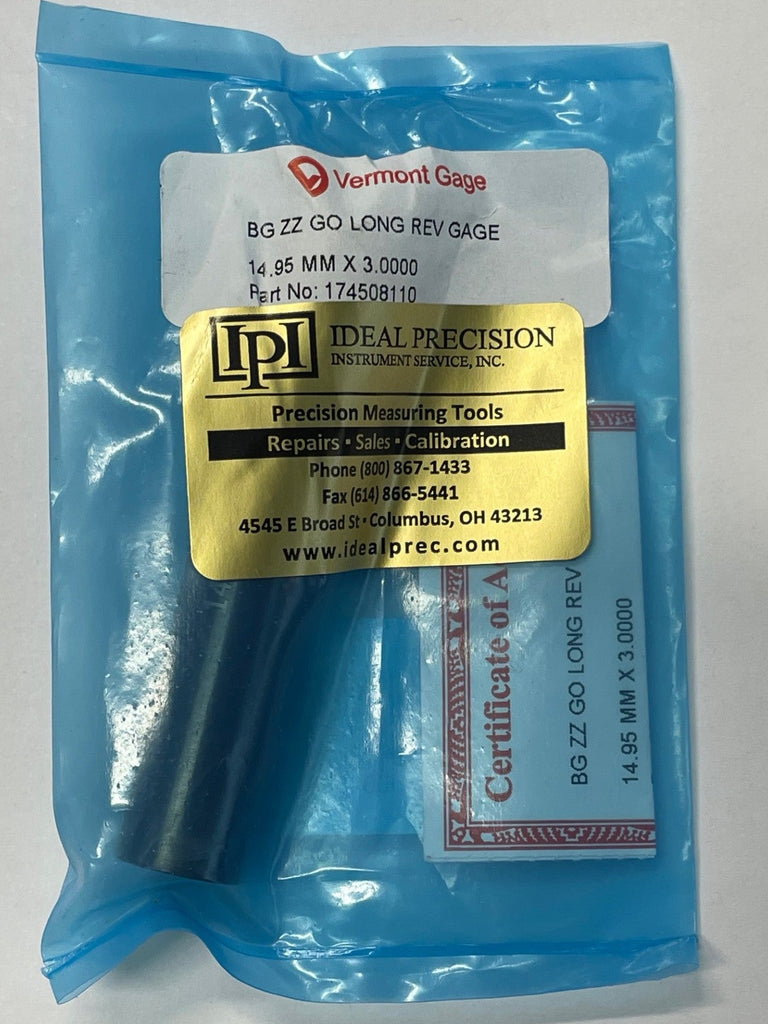 Vermont Gage
BG ZZ GO LONG REV GAGE
14.95 MM X 3.0000
Part No: 174508110
IPI
IDEAL PRECISION
INSTRUMENT SERVICE, INC.
Precision Measuring Tools
Repairs • Sales • Calibration
Phone (800) 867-1433
Fax (614) 866-5441
4545 E Broad St • Columbus, OH 43213
www.idealprec.com
Certificate of A
BG ZZ GO LONG REV
14.95 MM X 3.0000